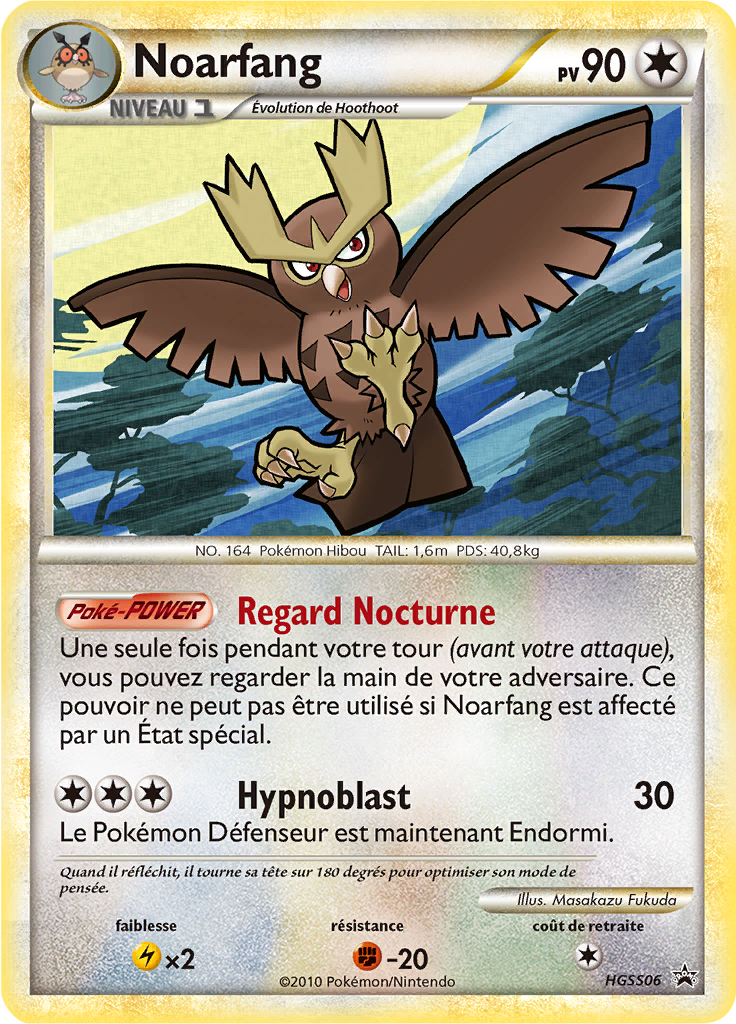 Noarfang
PV 90
NIVEAU 1
Évolution de Hoothoot
NO. 164 Pokémon Hibou TAIL: 1,6m PDS: 40,8kg
Poké-POWER Regard Nocturne
Une seule fois pendant votre tour (avant votre attaque),
vous pouvez regarder la main de votre adversaire. Ce
pouvoir ne peut pas être utilisé si Noarfang est affecté
par un État spécial.
Hypnoblast 30
Le Pokémon Défenseur est maintenant Endormi.
Quand il réfléchit, il tourne sa tête sur 180 degrés pour optimiser son mode de
pensée.
Illus. Masakazu Fukuda
faiblesse résistance coût de retraite
×2 -20
©2010 Pokémon/Nintendo
HGSS06
PROMO